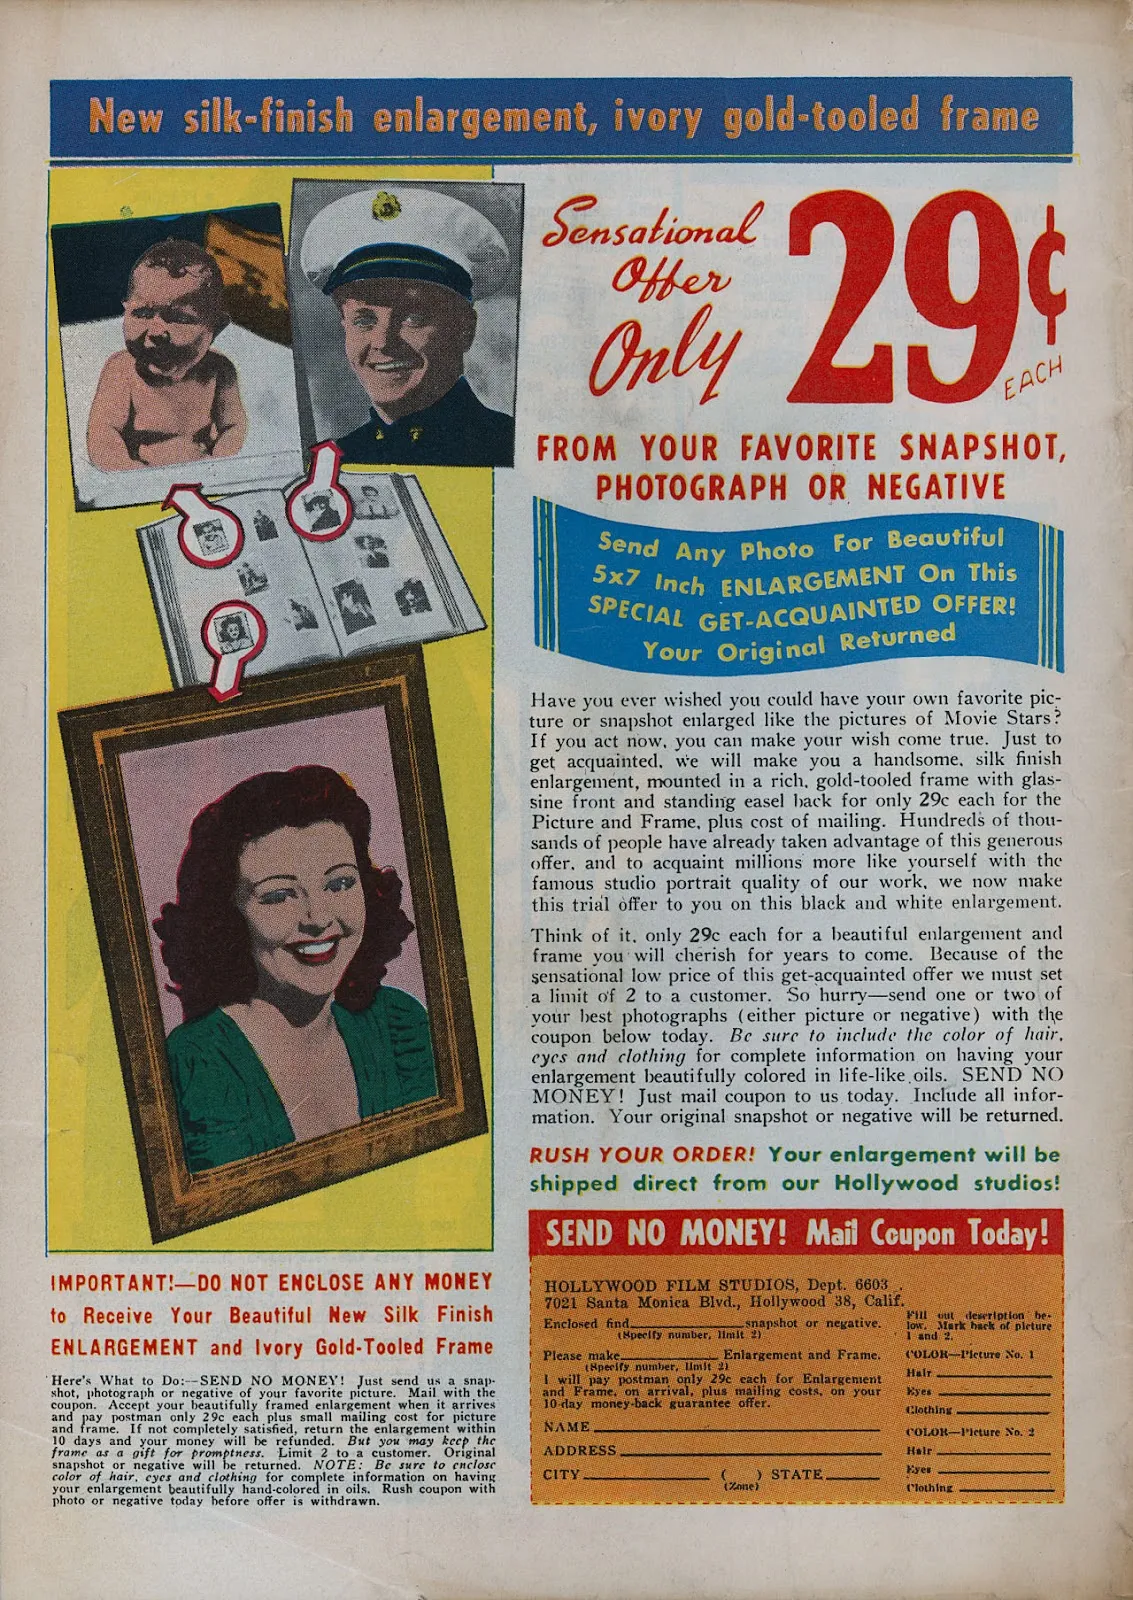 New silk-finish enlargement, ivory gold-tooled frame
Sensational
Offer
Only
29¢
EACH
FROM YOUR FAVORITE SNAPSHOT,
PHOTOGRAPH OR NEGATIVE
Send Any Photo For Beautiful
5x7 Inch ENLARGEMENT On This
SPECIAL GET-ACQUAINTED OFFER!
Your Original Returned
Have you ever wished you could have your own favorite pic-
ture or snapshot enlarged like the pictures of Movie Stars?
If you act now, you can make your wish come true. Just to
get acquainted, we will make you a handsome, silk finish
enlargement, mounted in a rich, gold-tooled frame with glas-
sine front and standing easel back for only 29c each for the
Picture and Frame, plus cost of mailing. Hundreds of thou-
sands of people have already taken advantage of this generous
offer, and to acquaint millions more like yourself with the
famous studio portrait quality of our work, we now make
this trial offer to you on this black and white enlargement.
Think of it, only 29c each for a beautiful enlargement and
frame you will cherish for years to come. Because of the
sensational low price of this get-acquainted offer we must set
a limit of 2 to a customer. So hurry—send one or two of
your best photographs (either picture or negative) with the
coupon below today. Be sure to include the color of hair,
eyes and clothing for complete information on having your
enlargement beautifully colored in life-like oils. SEND NO
MONEY! Just mail coupon to us today. Include all infor-
mation. Your original snapshot or negative will be returned.
RUSH YOUR ORDER! Your enlargement will be
shipped direct from our Hollywood studios!
IMPORTANT!—DO NOT ENCLOSE ANY MONEY
to Receive Your Beautiful New Silk Finish
ENLARGEMENT and Ivory Gold-Tooled Frame
Here's What to Do:—SEND NO MONEY! Just send us a snap-
shot, photograph or negative of your favorite picture. Mail with the
coupon. Accept your beautifully framed enlargement when it arrives
and pay postman only 29c each plus small mailing cost for picture
and frame. If not completely satisfied, return the enlargement within
10 days and your money will be refunded. But you may keep the
frame as a gift for promptness. Limit 2 to a customer. Original
snapshot or negative will be returned. NOTE: Be sure to enclose
color of hair, eyes and clothing for complete information on having
your enlargement beautifully hand-colored in oils. Rush coupon with
photo or negative today before offer is withdrawn.
SEND NO MONEY! Mail Coupon Today!
HOLLYWOOD FILM STUDIOS, Dept. 6603
7021 Santa Monica Blvd., Hollywood 38, Calif.
Enclosed find snapshot or negative.
(Specify number, limit 2)
Please make Enlargement and Frame.
(Specify number, limit 2)
I will pay postman only 29c each for Enlargement
and Frame, on arrival, plus mailing costs, on your
10-day money-back guarantee offer.
NAME
ADDRESS
CITY ( ) STATE
(Zone)
Fill out description be-
low. Mark back of picture
1 and 2.
COLOR—Picture No. 1
Hair
Eyes
Clothing
COLOR—Picture No. 2
Hair
Eyes
Clothing